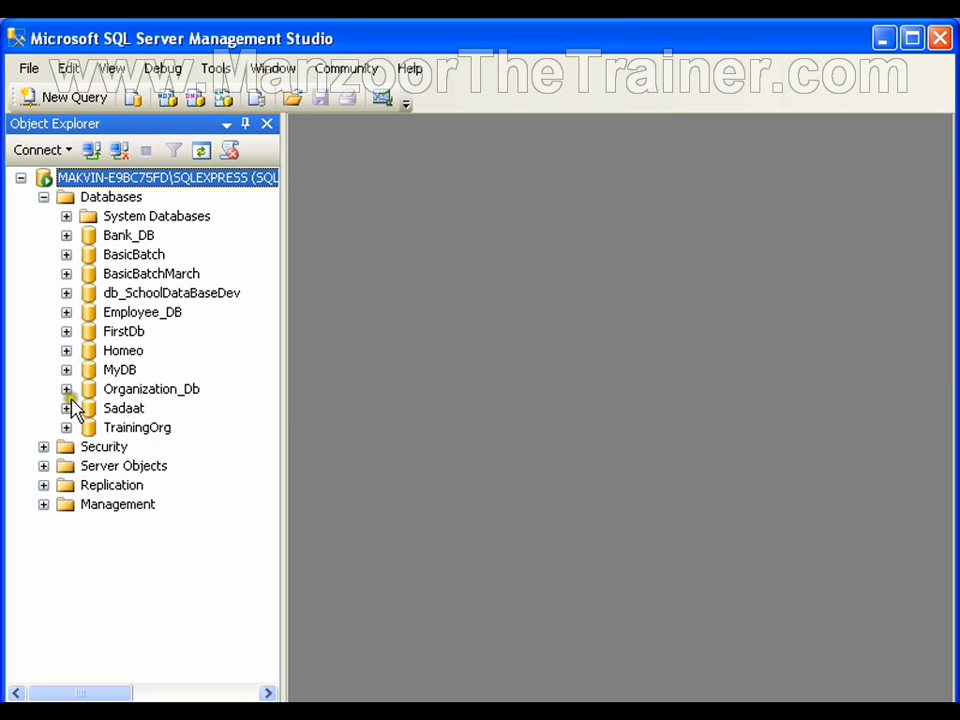 Microsoft SQL Server Management Studio
File Edit View Debug Tools Window Community Help
www.ManzoorTheTrainer.com
New Query
Object Explorer
Connect
MAKVIN-E9BC75FD\SQLEXPRESS (SQL
Databases
System Databases
Bank_DB
BasicBatch
BasicBatchMarch
db_SchoolDataBaseDev
Employee_DB
FirstDb
Homeo
MyDB
Organization_Db
Sadaat
TrainingOrg
Security
Server Objects
Replication
Management